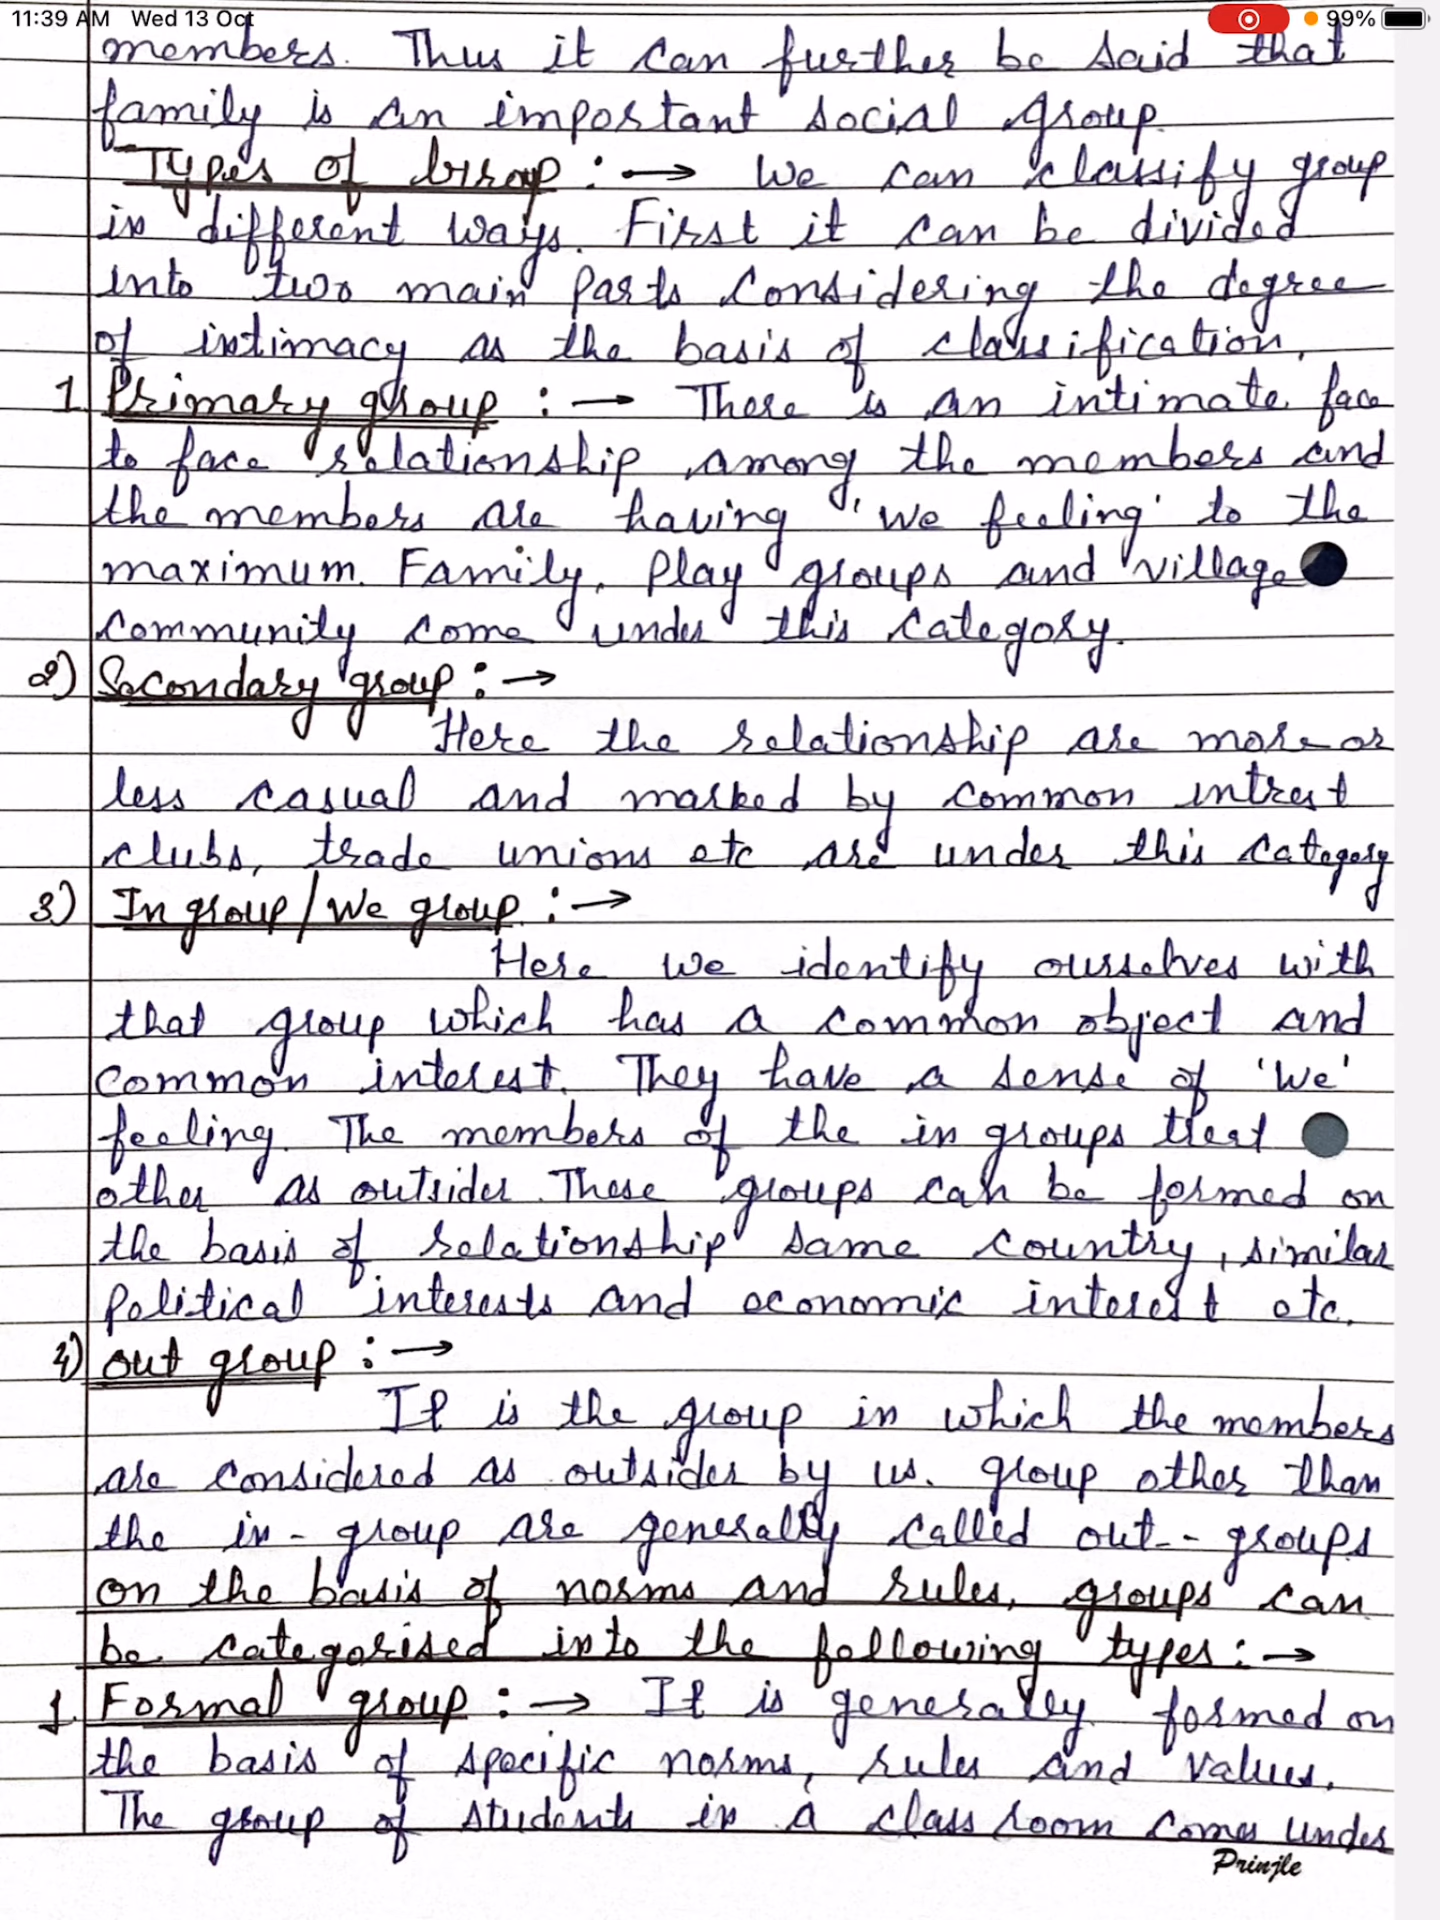 11:39 AM Wed 13 Oct 99%
members. Thus it can further be said that
family is an important social group.
Types of Group :→ We can classify group
in different ways. First it can be divided
into two main parts considering the degree
of intimacy as the basis of classification.
1 Primary group :→ There is an intimate face
to face relationship among the members and
the members are having 'we feeling' to the
maximum. Family, Play groups and village
community come under this category.
2) Secondary group :→
Here the relationship are more or
less casual and marked by common intrest
clubs, trade unions etc are under this category
3) In group/We group :→
Here we identify ourselves with
that group which has a common object and
common interest. They have a sense of 'We'
feeling. The members of the in groups treat
other as outsider. These groups can be formed on
the basis of relationship same country, similar
Political interests and economic interest etc.
4) out group :→
It is the group in which the members
are considered as outsider by us. group other than
the in-group are generally called out-groups
on the basis of norms and rules, groups can
be categorised into the following types :→
1. Formal group :→ It is generally formed on
the basis of specific norms, rules and values.
The group of students in a class room comes under
Prinjle